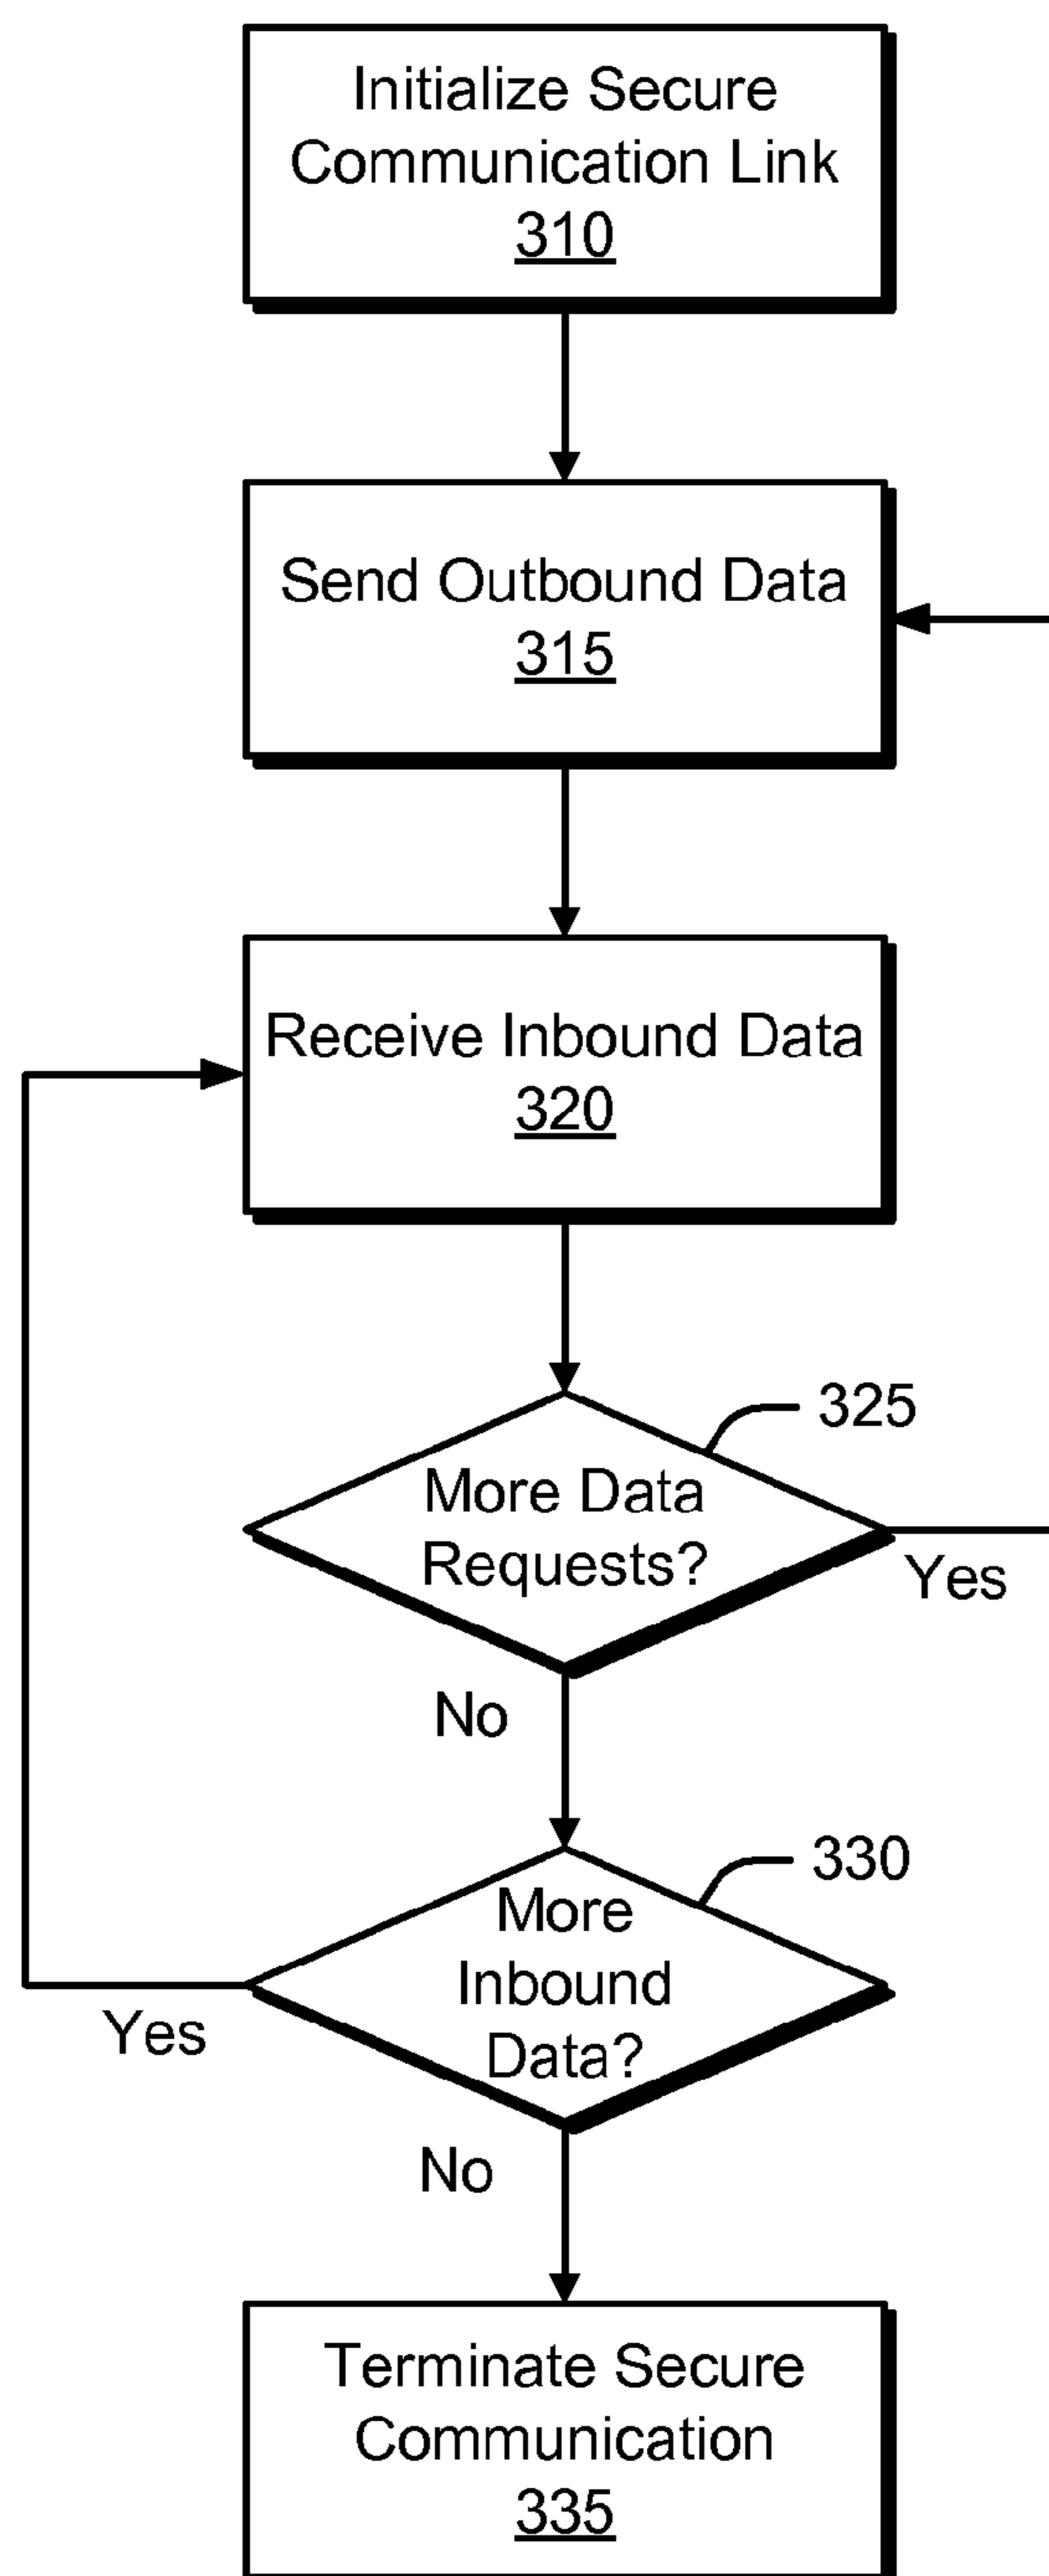 Initialize Secure
Communication Link
310
Send Outbound Data
315
Receive Inbound Data
320
325
More Data
Requests?
Yes
No
330
More
Inbound
Data?
Yes
No
Terminate Secure
Communication
335